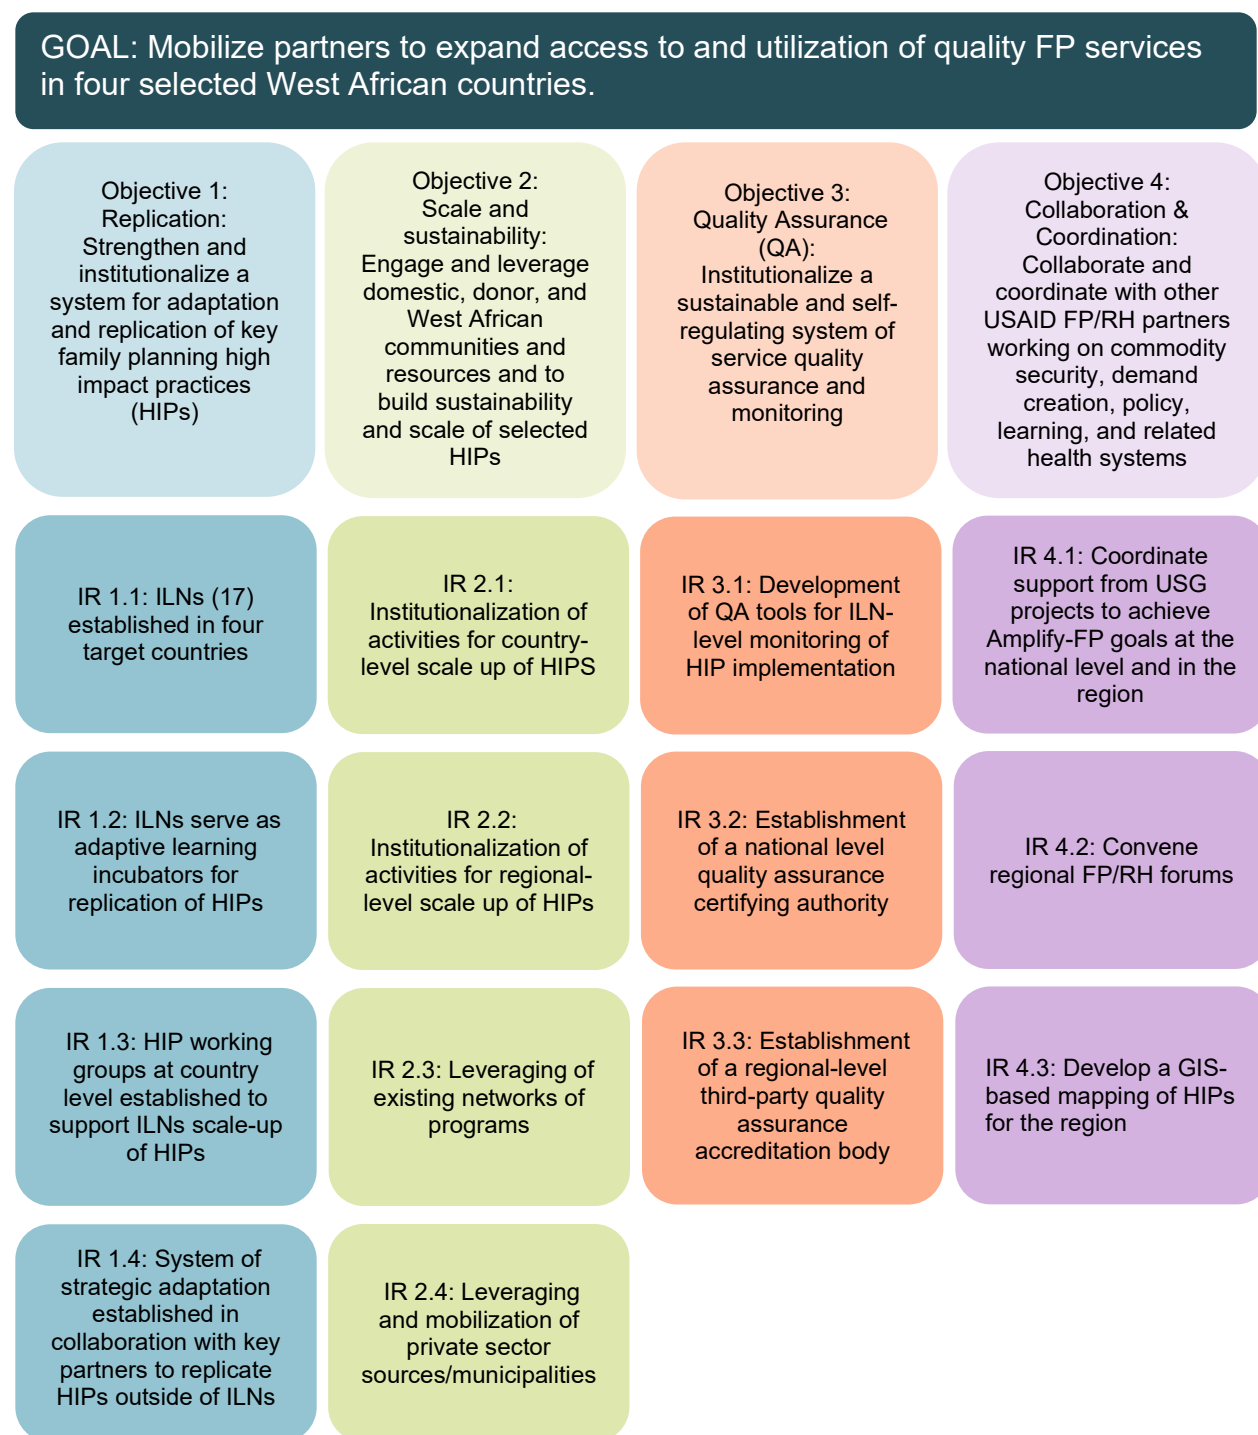 GOAL: Mobilize partners to expand access to and utilization of quality FP services
in four selected West African countries.
Objective 1:
Replication:
Strengthen and
institutionalize a
system for adaptation
and replication of key
family planning high
impact practices
(HIPs)
Objective 2:
Scale and
sustainability:
Engage and leverage
domestic, donor, and
West African
communities and
resources and to
build sustainability
and scale of selected
HIPs
Objective 3:
Quality Assurance
(QA):
Institutionalize a
sustainable and self-
regulating system of
service quality
assurance and
monitoring
Objective 4:
Collaboration &
Coordination:
Collaborate and
coordinate with other
USAID FP/RH partners
working on commodity
security, demand
creation, policy,
learning, and related
health systems
IR 1.1: ILNs (17)
established in four
target countries
IR 2.1:
Institutionalization of
activities for country-
level scale up of HIPS
IR 3.1: Development
of QA tools for ILN-
level monitoring of
HIP implementation
IR 4.1: Coordinate
support from USG
projects to achieve
Amplify-FP goals at the
national level and in the
region
IR 1.2: ILNs serve as
adaptive learning
incubators for
replication of HIPs
IR 2.2:
Institutionalization of
activities for regional-
level scale up of HIPs
IR 3.2: Establishment
of a national level
quality assurance
certifying authority
IR 4.2: Convene
regional FP/RH forums
IR 1.3: HIP working
groups at country
level established to
support ILNs scale-up
of HIPs
IR 2.3: Leveraging of
existing networks of
programs
IR 3.3: Establishment
of a regional-level
third-party quality
assurance
accreditation body
IR 4.3: Develop a GIS-
based mapping of HIPs
for the region
IR 1.4: System of
strategic adaptation
established in
collaboration with key
partners to replicate
HIPs outside of ILNs
IR 2.4: Leveraging
and mobilization of
private sector
sources/municipalities